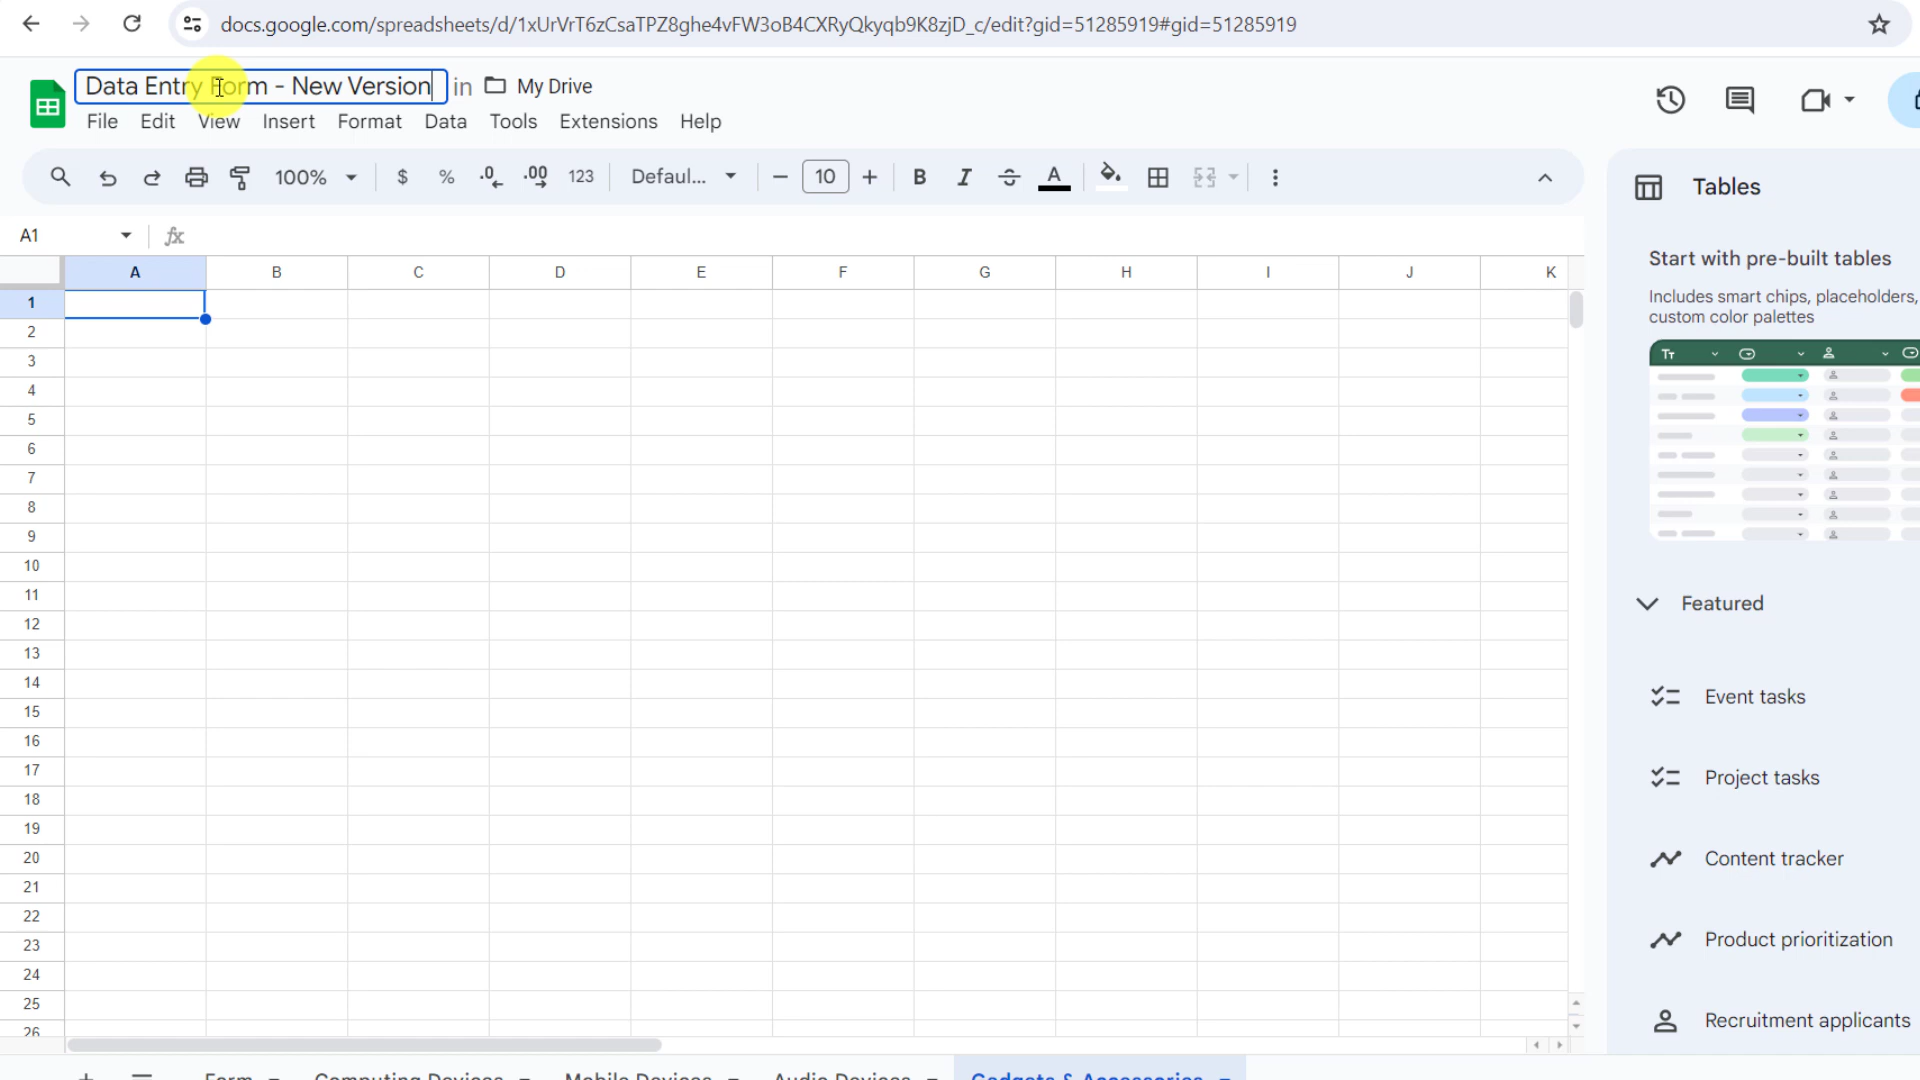 docs.google.com/spreadsheets/d/1xUrVrT6zCsaTPZ8ghe4vFW3oB4CXRyQkyqb9K8zjD_c/edit?gid=51285919#gid=51285919
Data Entry Form - New Version in My Drive
File Edit View Insert Format Data Tools Extensions Help
100% $ % .0 .00 123 Defaul... 10 B I S A
A1 fx
A B C D E F G H I J K
1
2
3
4
5
6
7
8
9
10
11
12
13
14
15
16
17
18
19
20
21
22
23
24
25
26
Tables
Start with pre-built tables
Includes smart chips, placeholders,
custom color palettes
Tr
Featured
Event tasks
Project tasks
Content tracker
Product prioritization
Recruitment applicants
Form Computing Devices Mobile Devices Audio Devices Gadgets & Accessories